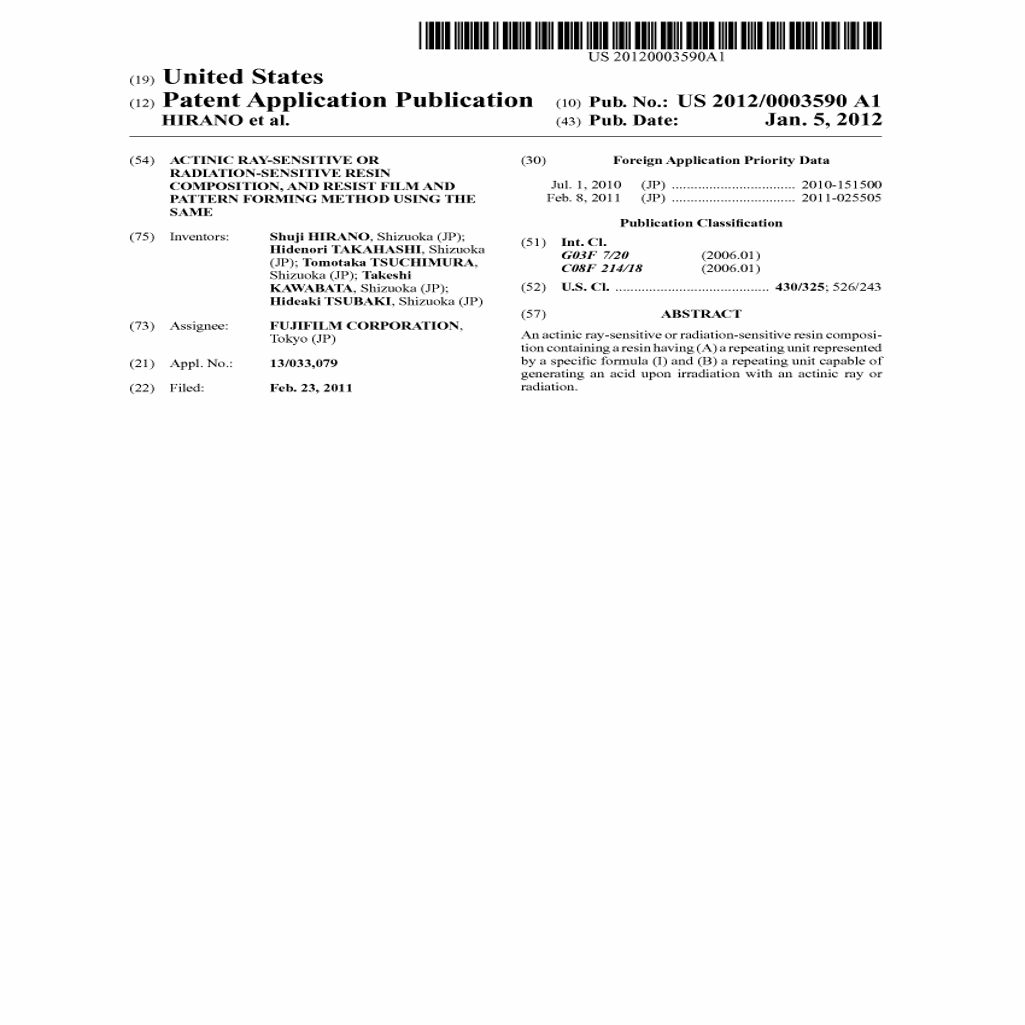 US 20120003590A1
(19) United States
(12) Patent Application Publication
HIRANO et al.
(10) Pub. No.: US 2012/0003590 A1
(43) Pub. Date: Jan. 5, 2012
(54) ACTINIC RAY-SENSITIVE OR
RADIATION-SENSITIVE RESIN
COMPOSITION, AND RESIST FILM AND
PATTERN FORMING METHOD USING THE
SAME
(75) Inventors: Shuji HIRANO, Shizuoka (JP);
Hidenori TAKAHASHI, Shizuoka
(JP); Tomotaka TSUCHIMURA,
Shizuoka (JP); Takeshi
KAWABATA, Shizuoka (JP);
Hideaki TSUBAKI, Shizuoka (JP)
(73) Assignee: FUJIFILM CORPORATION,
Tokyo (JP)
(21) Appl. No.: 13/033,079
(22) Filed: Feb. 23, 2011
(30) Foreign Application Priority Data
Jul. 1, 2010 (JP) ................................. 2010-151500
Feb. 8, 2011 (JP) ................................. 2011-025505
Publication Classification
(51) Int. Cl.
G03F 7/20 (2006.01)
C08F 214/18 (2006.01)
(52) U.S. Cl. ......................................... 430/325; 526/243
(57) ABSTRACT
An actinic ray-sensitive or radiation-sensitive resin composi-
tion containing a resin having (A) a repeating unit represented
by a specific formula (I) and (B) a repeating unit capable of
generating an acid upon irradiation with an actinic ray or
radiation.